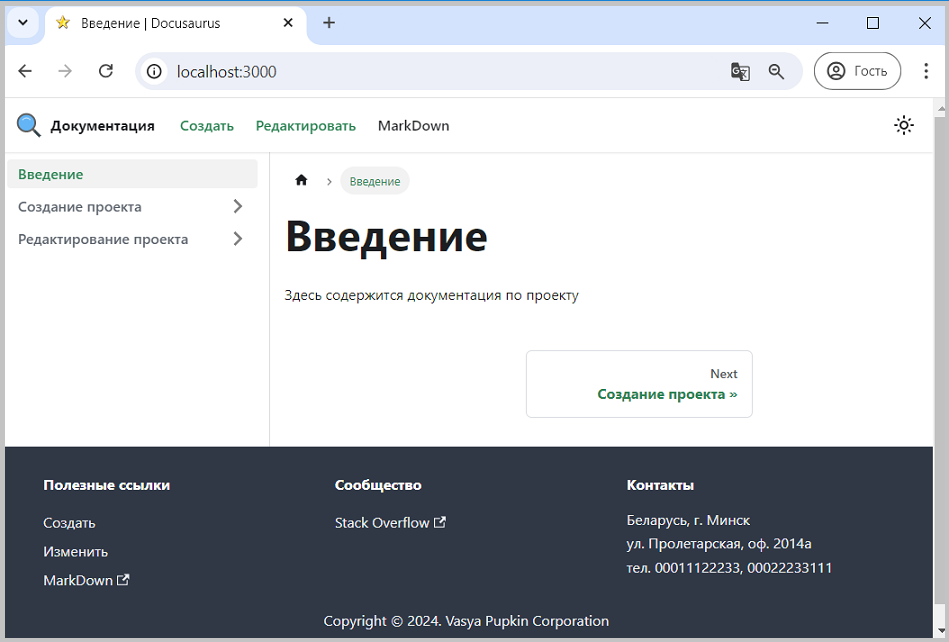 Введение | Docusaurus
localhost:3000
Гость
Документация Создать Редактировать MarkDown
Введение
Создание проекта
Редактирование проекта
Введение
Введение
Здесь содержится документация по проекту
Next
Создание проекта »
Полезные ссылки
Создать
Изменить
MarkDown
Сообщество
Stack Overflow
Контакты
Беларусь, г. Минск
ул. Пролетарская, оф. 2014а
тел. 00011122233, 00022233111
Copyright © 2024. Vasya Pupkin Corporation